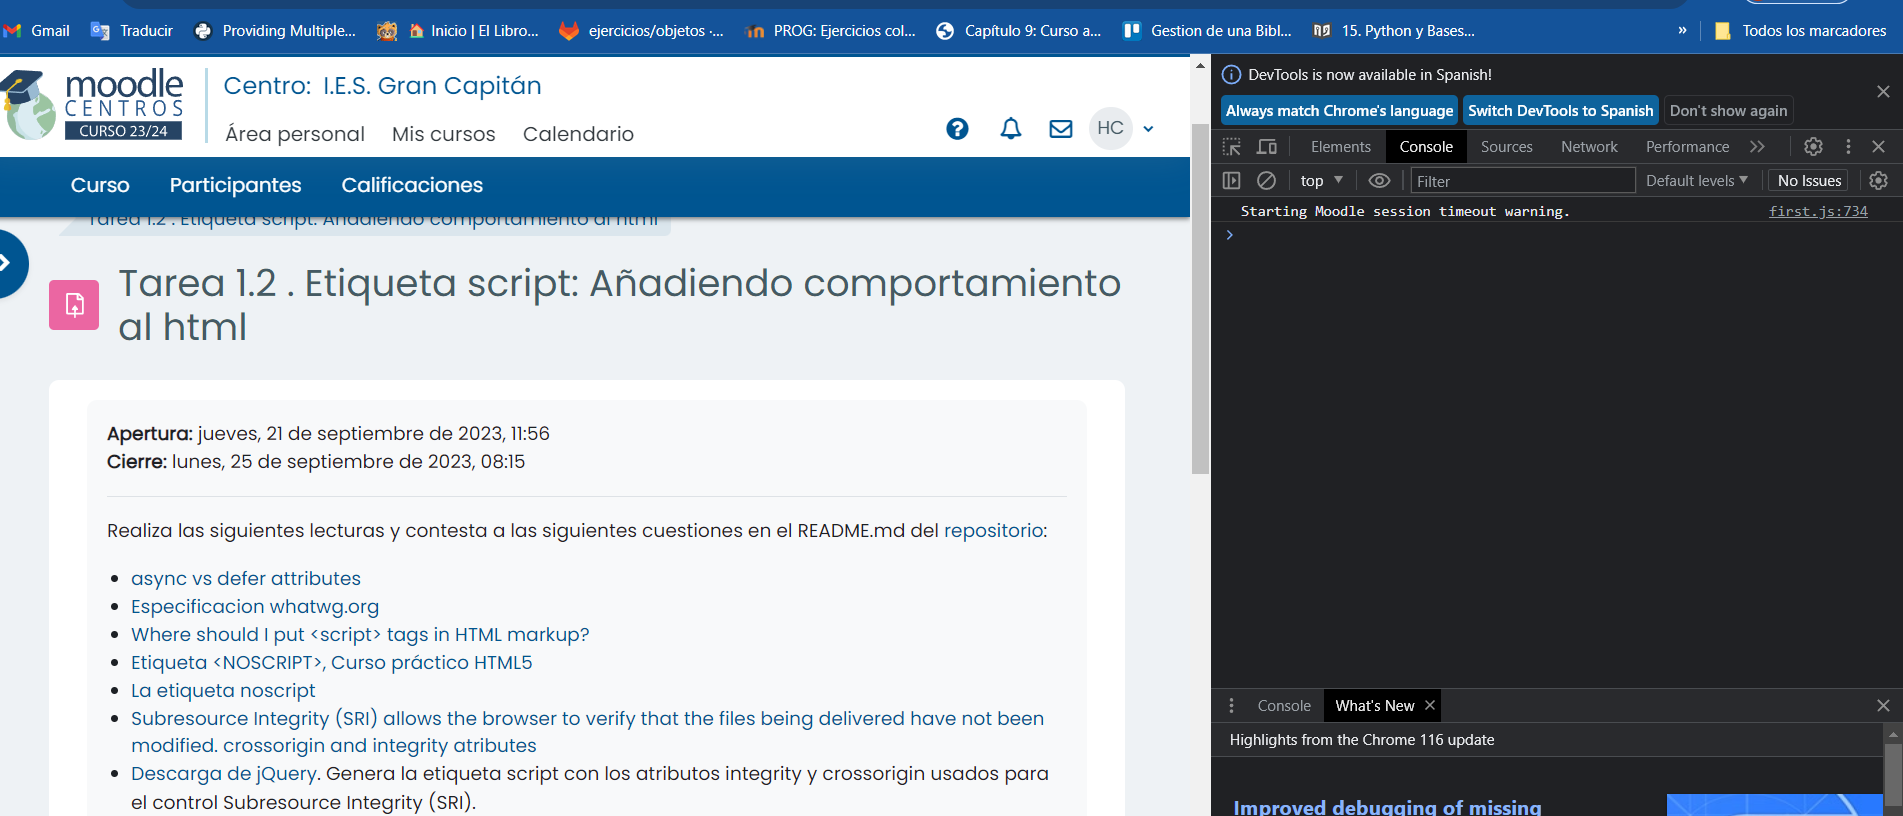 Gmail
Traducir
Providing Multiple...
Inicio | El Libro...
ejercicios/objetos ·...
PROG: Ejercicios col...
Capítulo 9: Curso a...
Gestion de una Bibl...
15. Python y Bases...
»
Todos los marcadores
moodle
CENTROS
CURSO 23/24
Centro: I.E.S. Gran Capitán
Área personal
Mis cursos
Calendario
HC
Curso
Participantes
Calificaciones
Tarea 1.2 . Etiqueta script: Añadiendo comportamiento al html
Tarea 1.2 . Etiqueta script: Añadiendo comportamiento
al html
Apertura: jueves, 21 de septiembre de 2023, 11:56
Cierre: lunes, 25 de septiembre de 2023, 08:15
Realiza las siguientes lecturas y contesta a las siguientes cuestiones en el README.md del repositorio:
async vs defer attributes
Especificacion whatwg.org
Where should I put <script> tags in HTML markup?
Etiqueta <NOSCRIPT>, Curso práctico HTML5
La etiqueta noscript
Subresource Integrity (SRI) allows the browser to verify that the files being delivered have not been
modified. crossorigin and integrity atributes
Descarga de jQuery. Genera la etiqueta script con los atributos integrity y crossorigin usados para
el control Subresource Integrity (SRI).
DevTools is now available in Spanish!
Always match Chrome's language
Switch DevTools to Spanish
Don't show again
Elements
Console
Sources
Network
Performance
top
Filter
Default levels
No Issues
Starting Moodle session timeout warning.
first.js:734
Console
What's New
Highlights from the Chrome 116 update
Improved debugging of missing